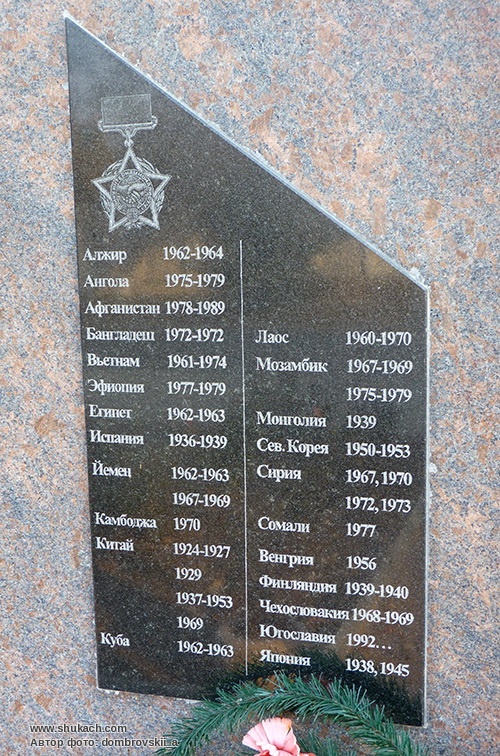 Алжир 1962-1964
Ангола 1975-1979
Афганистан 1978-1989
Бангладеш 1972-1972
Вьетнам 1961-1974
Эфиопия 1977-1979
Египет 1962-1963
Испания 1936-1939
Йемец 1962-1963
1967-1969
Камбоджа 1970
Китай 1924-1927
1929
1937-1953
1969
Куба 1962-1963
Лаос 1960-1970
Мозамбик 1967-1969
1975-1979
Монголия 1939
Сев. Корея 1950-1953
Сирия 1967, 1970
1972, 1973
Сомали 1977
Венгрия 1956
Финляндия 1939-1940
Чехословакия 1968-1969
Югославия 1992...
Япония 1938, 1945
www.shukach.com
Автор фото: dombrovskii_a